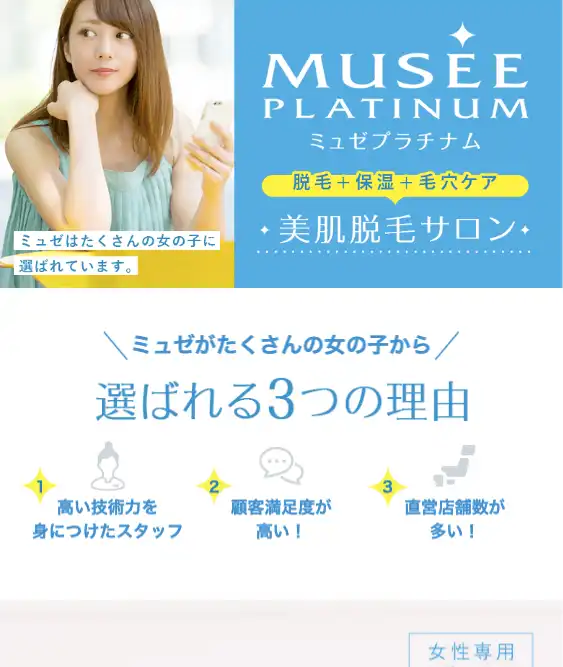 MUSÉE
PLATINUM
ミュゼプラチナム
脱毛＋保湿＋毛穴ケア
美肌脱毛サロン
ミュゼはたくさんの女の子に
選ばれています。
ミュゼがたくさんの女の子から
選ばれる3つの理由
1
高い技術力を
身につけたスタッフ
2
顧客満足度が
高い！
3
直営店舗数が
多い！
女性専用